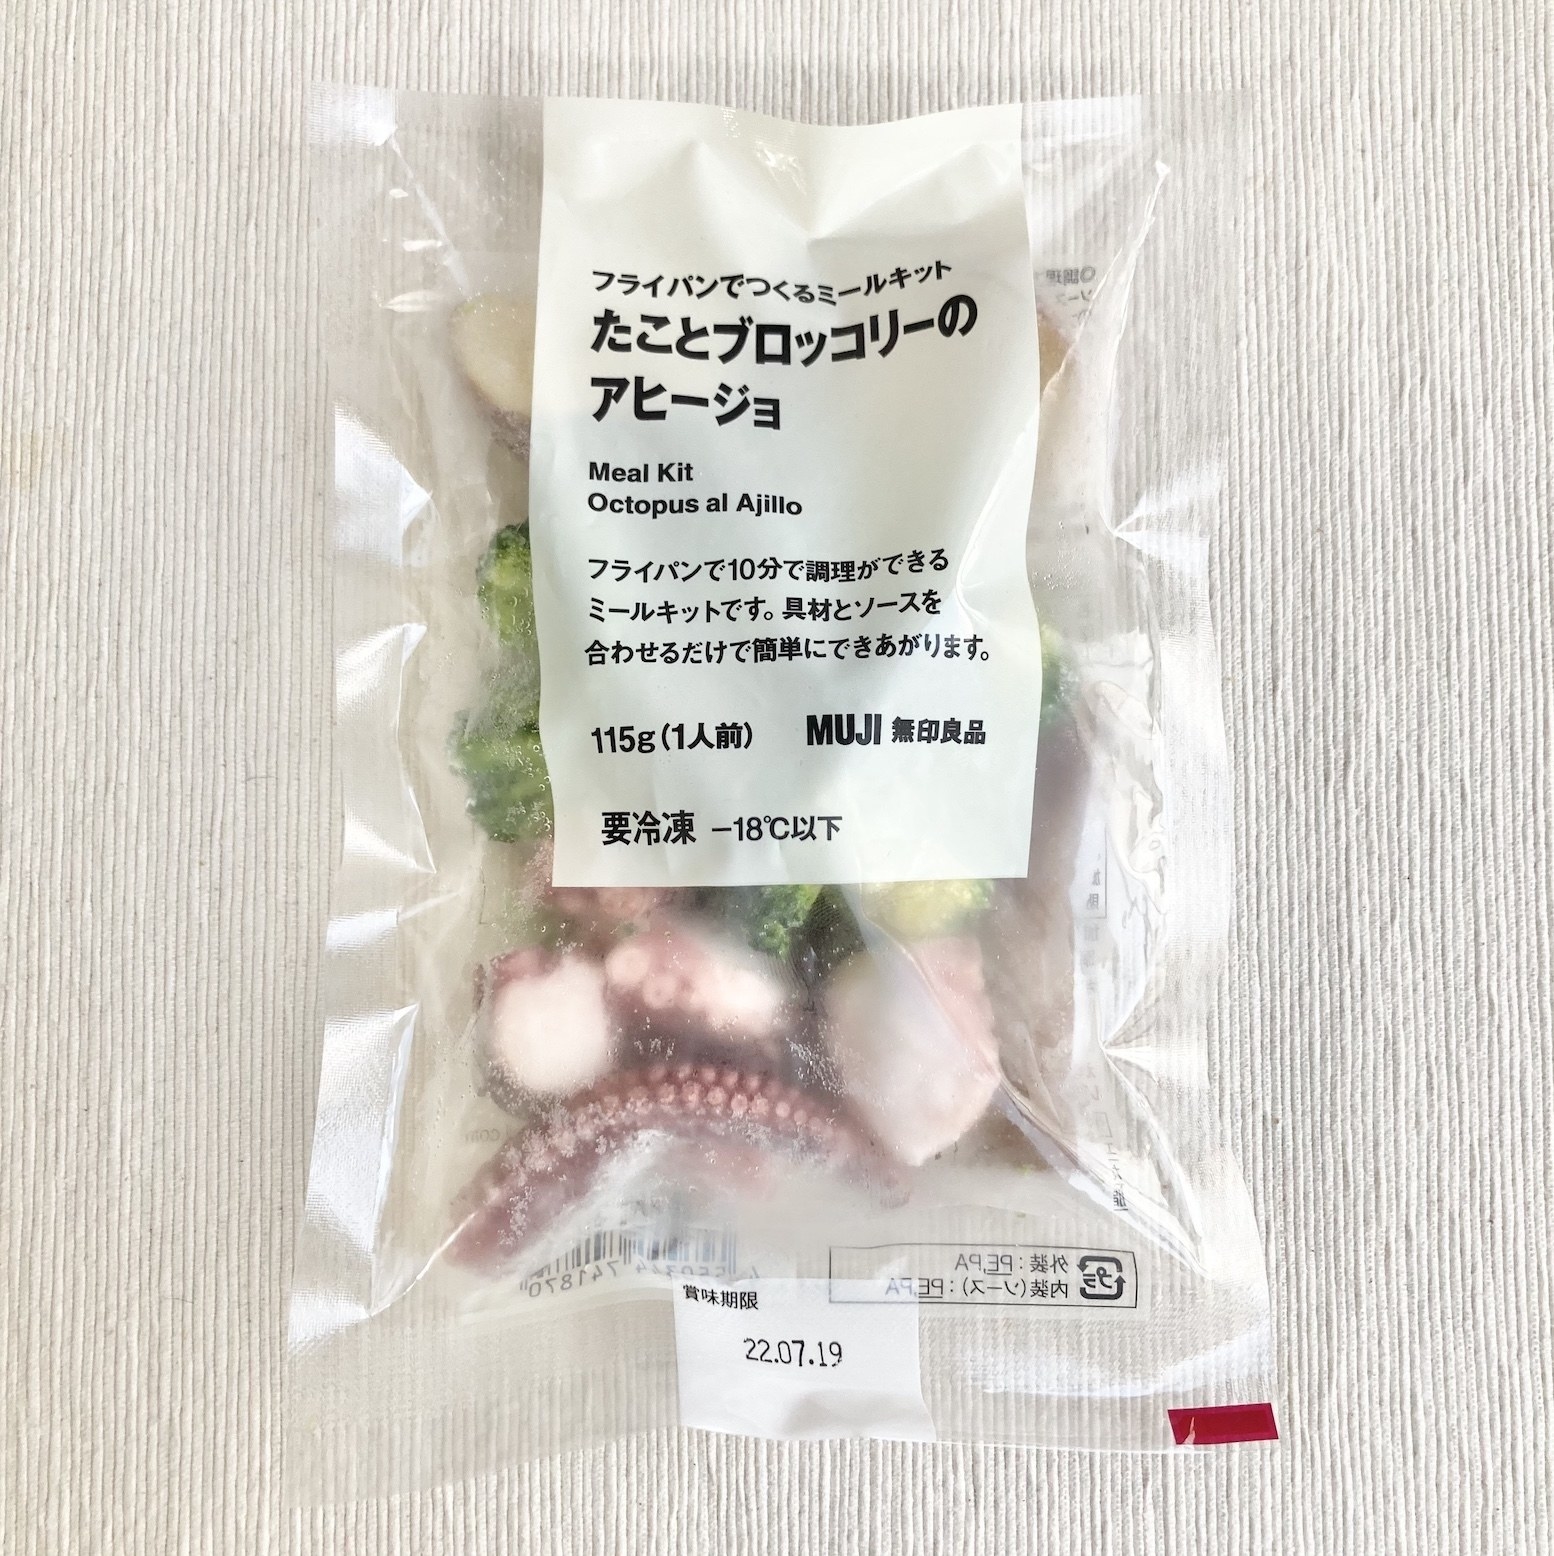 フライパンでつくるミールキット
たことブロッコリーの
アヒージョ
Meal Kit
Octopus al Ajillo
フライパンで10分で調理ができる
ミールキットです。具材とソースを
合わせるだけで簡単にできあがります。
115g(1人前) MUJI 無印良品
要冷凍 −18℃以下
外装：PE,PA
内装(ソース)：PE,PA
プラ
4550344741870
賞味期限
22.07.19